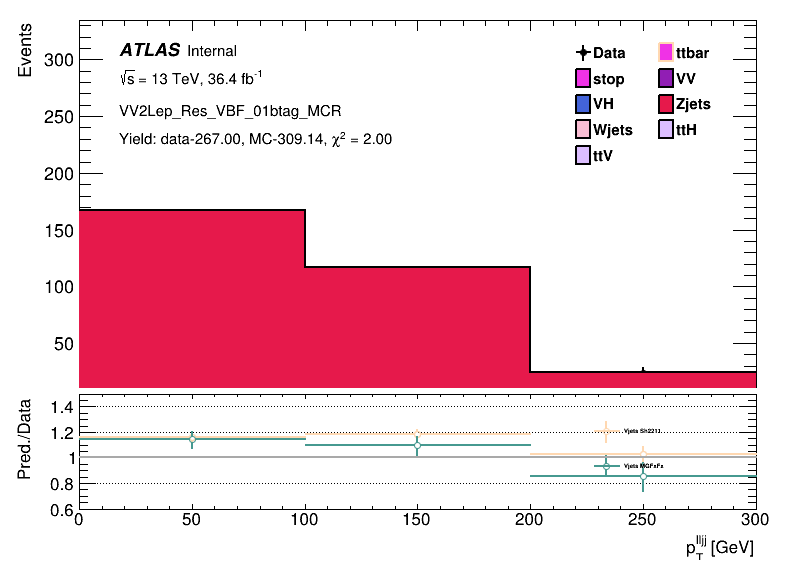 Events
ATLAS Internal
√s = 13 TeV, 36.4 fb-1
VV2Lep_Res_VBF_01btag_MCR
Yield: data-267.00, MC-309.14, χ2 = 2.00
Data
ttbar
stop
VV
VH
Zjets
Wjets
ttH
ttV
300
250
200
150
100
50
Pred./Data
1.4
1.2
1
0.8
0.6
Vjets Sh2211
Vjets MGFxFx
0 50 100 150 200 250 300
pTlljj [GeV]